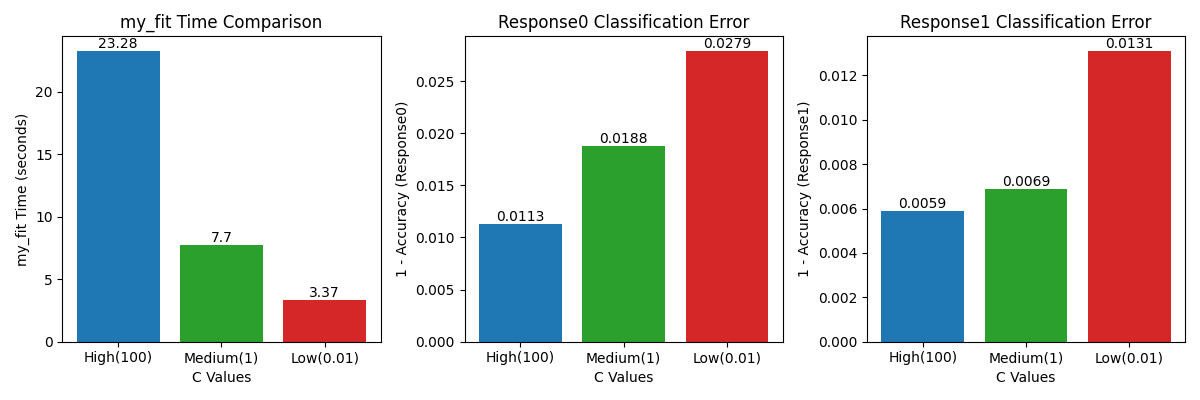 my_fit Time Comparison
my_fit Time (seconds)
20
15
10
5
0
23.28
7.7
3.37
High(100)
Medium(1)
Low(0.01)
C Values
Response0 Classification Error
1 - Accuracy (Response0)
0.025
0.020
0.015
0.010
0.005
0.000
0.0113
0.0188
0.0279
High(100)
Medium(1)
Low(0.01)
C Values
Response1 Classification Error
1 - Accuracy (Response1)
0.012
0.010
0.008
0.006
0.004
0.002
0.000
0.0059
0.0069
0.0131
High(100)
Medium(1)
Low(0.01)
C Values